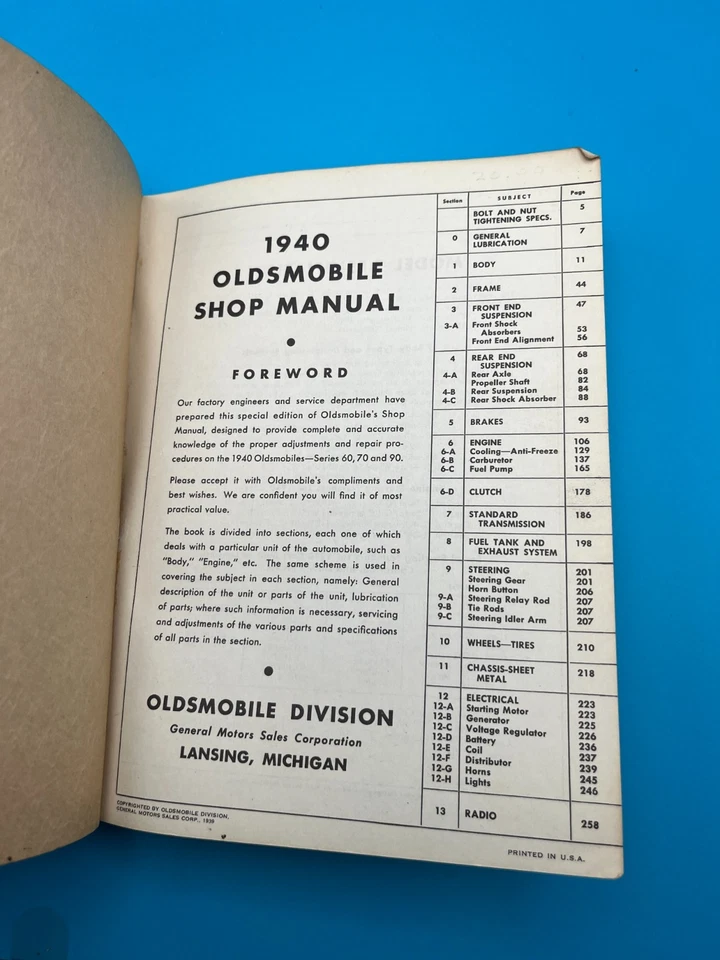 1940
OLDSMOBILE
SHOP MANUAL
FOREWORD
Our factory engineers and service department have
prepared this special edition of Oldsmobile's Shop
Manual, designed to provide complete and accurate
knowledge of the proper adjustments and repair pro-
cedures on the 1940 Oldsmobiles—Series 60, 70 and 90.
Please accept it with Oldsmobile's compliments and
best wishes. We are confident you will find it of most
practical value.
The book is divided into sections, each one of which
deals with a particular unit of the automobile, such as
"Body," "Engine," etc. The same scheme is used in
covering the subject in each section, namely: General
description of the unit or parts of the unit, lubrication
of parts; where such information is necessary, servicing
and adjustments of the various parts and specifications
of all parts in the section.
OLDSMOBILE DIVISION
General Motors Sales Corporation
LANSING, MICHIGAN
COPYRIGHTED BY OLDSMOBILE DIVISION,
GENERAL MOTORS SALES CORP., 1939
Section SUBJECT Page
BOLT AND NUT 5
TIGHTENING SPECS.
0 GENERAL 7
LUBRICATION
1 BODY 11
2 FRAME 44
3 FRONT END 47
SUSPENSION
3-A Front Shock
Absorbers 53
Front End Alignment 56
4 REAR END 68
SUSPENSION
4-A Rear Axle 68
Propeller Shaft 82
4-B Rear Suspension 84
4-C Rear Shock Absorber 88
5 BRAKES 93
6 ENGINE 106
6-A Cooling—Anti-Freeze 129
6-B Carburetor 137
6-C Fuel Pump 165
6-D CLUTCH 178
7 STANDARD 186
TRANSMISSION
8 FUEL TANK AND 198
EXHAUST SYSTEM
9 STEERING 201
Steering Gear 201
Horn Button 206
9-A Steering Relay Rod 207
9-B Tie Rods 207
9-C Steering Idler Arm 207
10 WHEELS—TIRES 210
11 CHASSIS-SHEET 218
METAL
12 ELECTRICAL 223
12-A Starting Motor 223
12-B Generator 225
12-C Voltage Regulator 226
12-D Battery 236
12-E Coil 237
12-F Distributor 239
12-G Horns 245
12-H Lights 246
13 RADIO 258
PRINTED IN U.S.A.